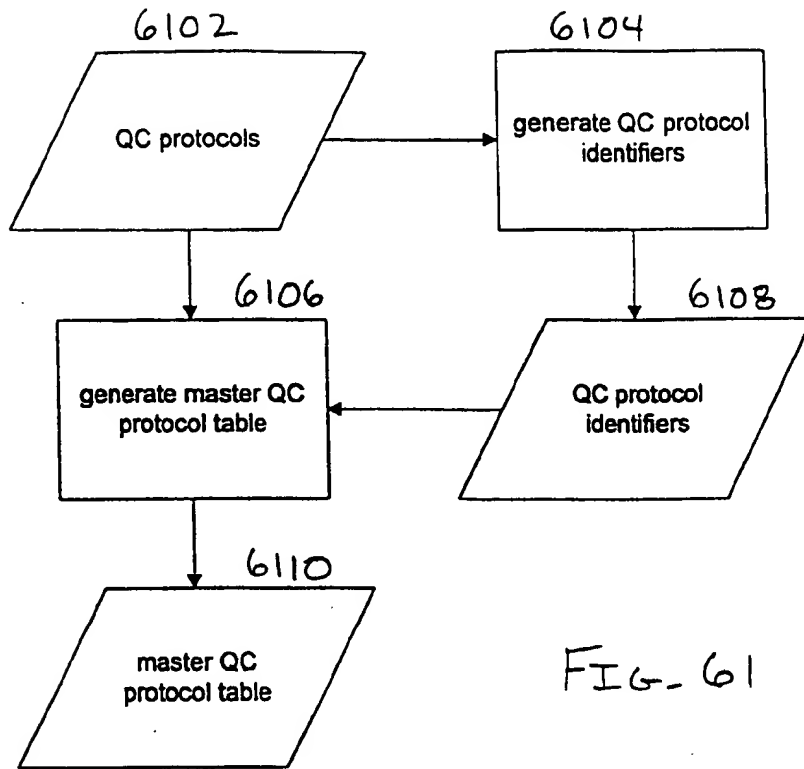 6102
6104
QC protocols
generate QC protocol
identifiers
6106
6108
generate master QC
protocol table
QC protocol
identifiers
6110
master QC
protocol table
FIG. 61